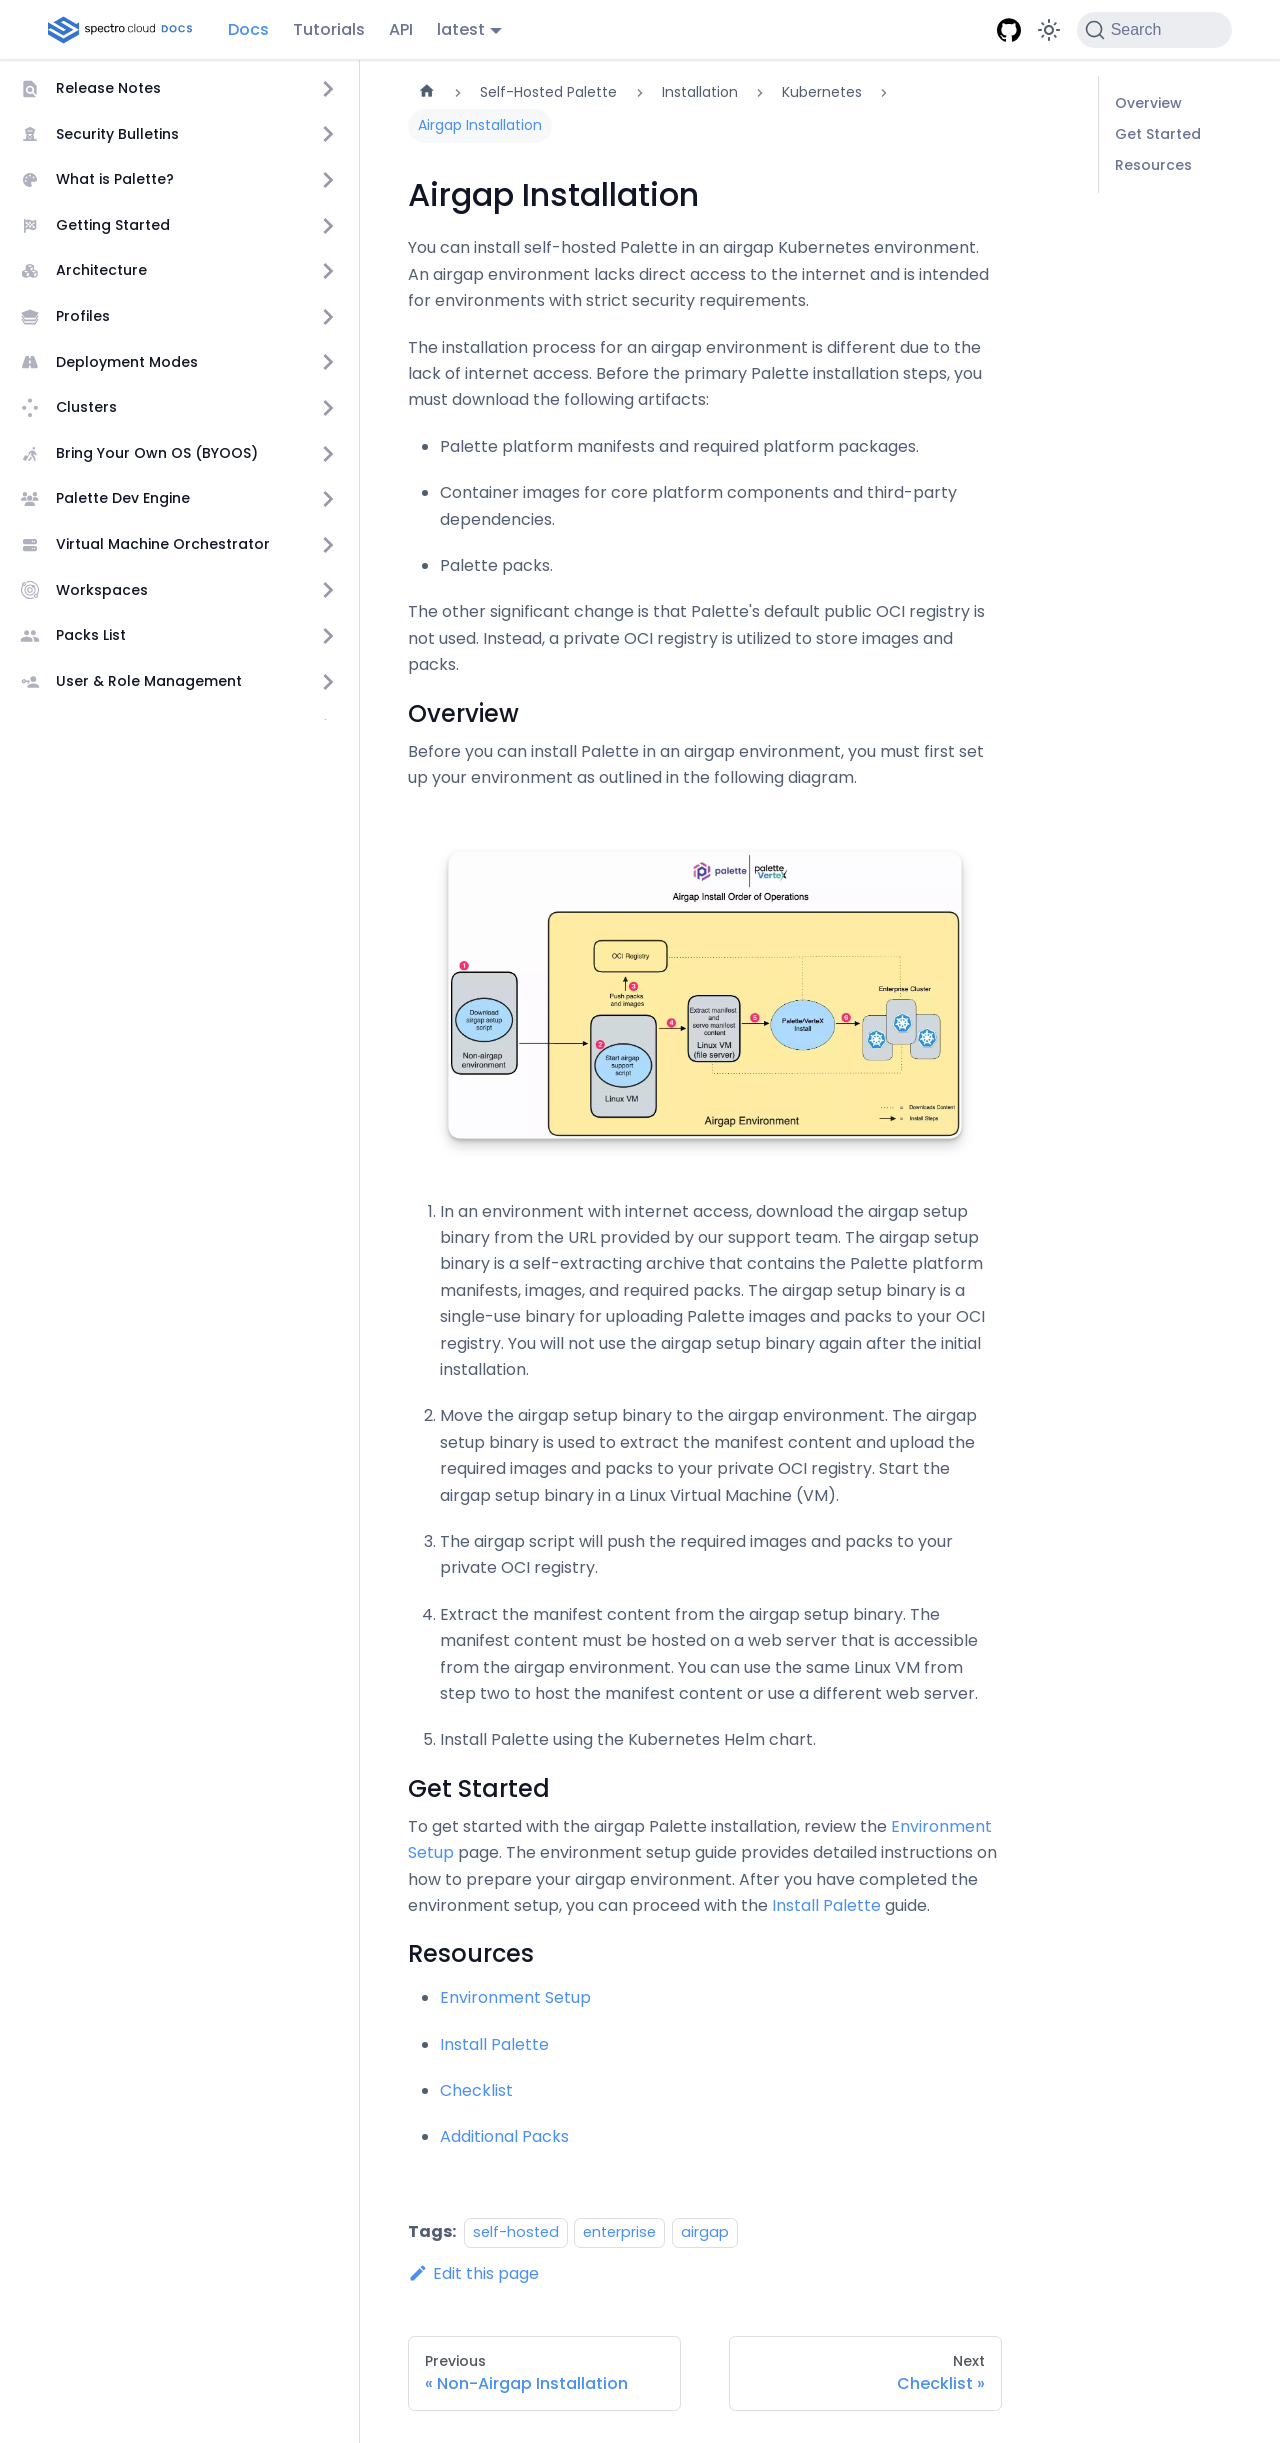 spectro cloud DOCS
Docs
Tutorials
API
latest
Search
Release Notes
Security Bulletins
What is Palette?
Getting Started
Architecture
Profiles
Deployment Modes
Clusters
Bring Your Own OS (BYOOS)
Palette Dev Engine
Virtual Machine Orchestrator
Workspaces
Packs List
User & Role Management
Self-Hosted Palette
Installation
Kubernetes
Airgap Installation
Airgap Installation
You can install self-hosted Palette in an airgap Kubernetes environment.
An airgap environment lacks direct access to the internet and is intended
for environments with strict security requirements.
The installation process for an airgap environment is different due to the
lack of internet access. Before the primary Palette installation steps, you
must download the following artifacts:
Palette platform manifests and required platform packages.
Container images for core platform components and third-party
dependencies.
Palette packs.
The other significant change is that Palette's default public OCI registry is
not used. Instead, a private OCI registry is utilized to store images and
packs.
Overview
Before you can install Palette in an airgap environment, you must first set
up your environment as outlined in the following diagram.
palette
palette VerteX
Airgap Install Order of Operations
1
Download
airgap setup
script
Non-airgap
environment
OCI Registry
3
Push packs
and images
2
Start airgap
support
script
Linux VM
4
Extract manifest
and
serve manifest
content
Linux VM
(file server)
5
Palette/VerteX
Install
6
Enterprise Cluster
Airgap Environment
= Downloads Content
= Install Steps
1. In an environment with internet access, download the airgap setup
binary from the URL provided by our support team. The airgap setup
binary is a self-extracting archive that contains the Palette platform
manifests, images, and required packs. The airgap setup binary is a
single-use binary for uploading Palette images and packs to your OCI
registry. You will not use the airgap setup binary again after the initial
installation.
2. Move the airgap setup binary to the airgap environment. The airgap
setup binary is used to extract the manifest content and upload the
required images and packs to your private OCI registry. Start the
airgap setup binary in a Linux Virtual Machine (VM).
3. The airgap script will push the required images and packs to your
private OCI registry.
4. Extract the manifest content from the airgap setup binary. The
manifest content must be hosted on a web server that is accessible
from the airgap environment. You can use the same Linux VM from
step two to host the manifest content or use a different web server.
5. Install Palette using the Kubernetes Helm chart.
Get Started
To get started with the airgap Palette installation, review the Environment
Setup page. The environment setup guide provides detailed instructions on
how to prepare your airgap environment. After you have completed the
environment setup, you can proceed with the Install Palette guide.
Resources
Environment Setup
Install Palette
Checklist
Additional Packs
Tags: self-hosted enterprise airgap
Edit this page
Previous
« Non-Airgap Installation
Next
Checklist »
Overview
Get Started
Resources